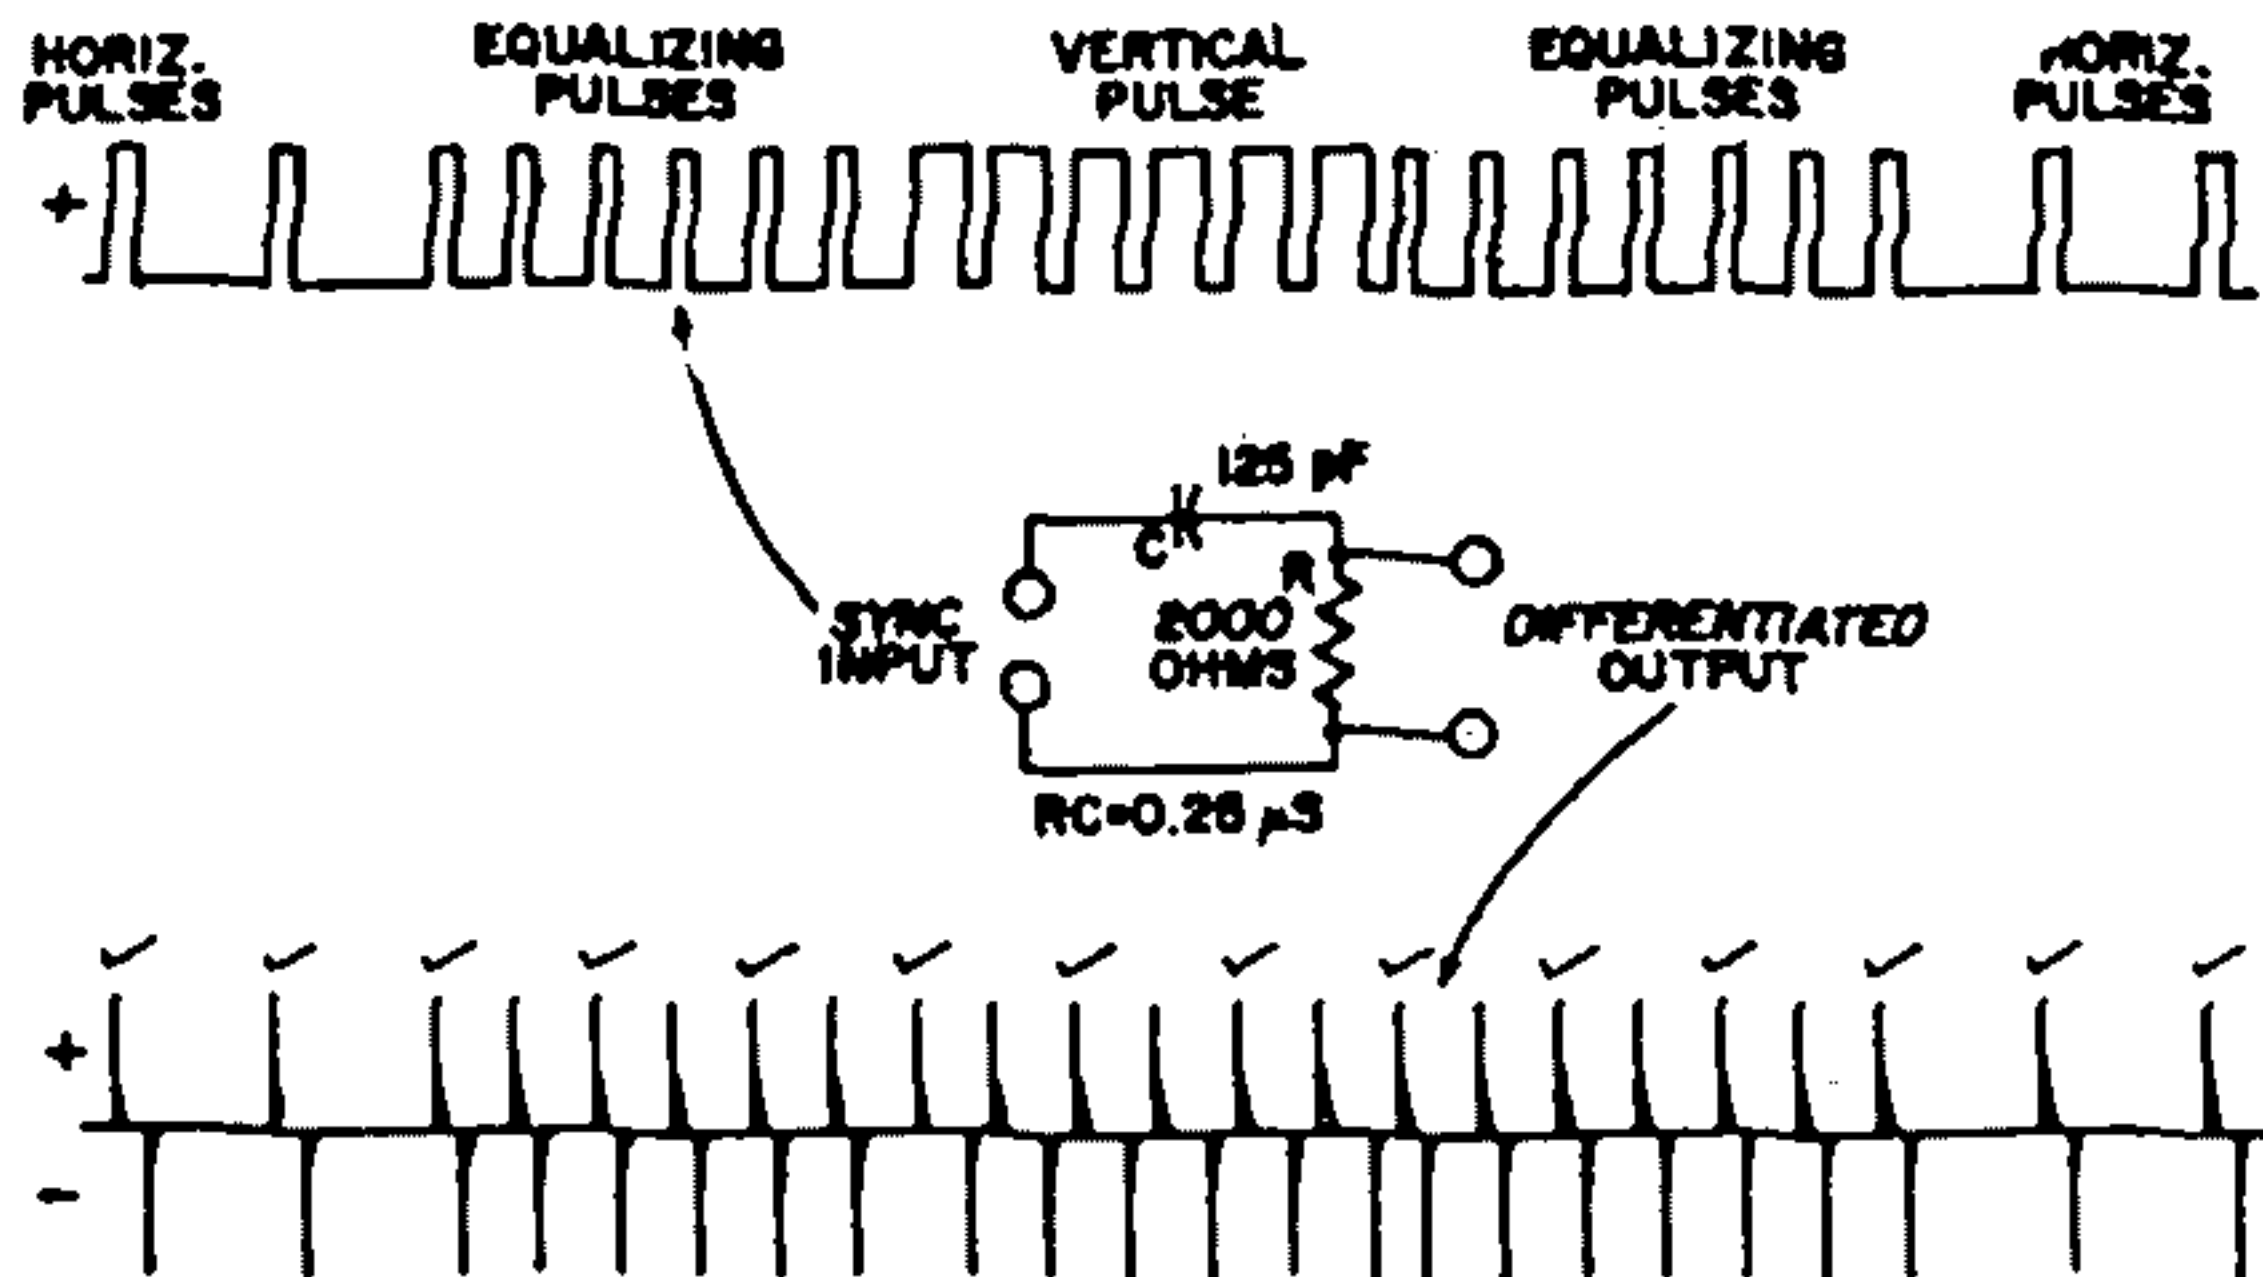 HORIZ.
PULSES
EQUALIZING
PULSES
VERTICAL
PULSE
EQUALIZING
PULSES
HORIZ.
PULSES
+
125 pF
C
R
2000
OHMS
SYNC
INPUT
DIFFERENTIATED
OUTPUT
RC=0.25 µS
+
-